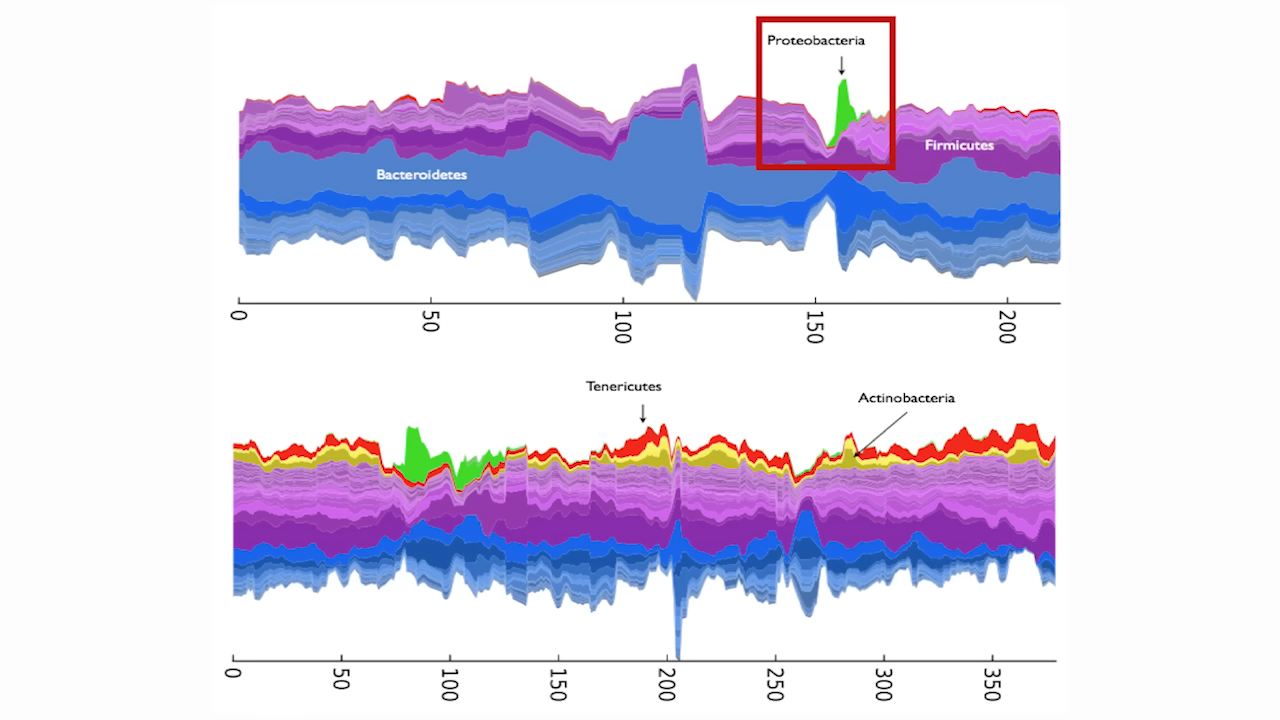 Proteobacteria
Firmicutes
Bacteroidetes
0 50 100 150 200
Tenericutes
Actinobacteria
0 50 100 150 200 250 300 350